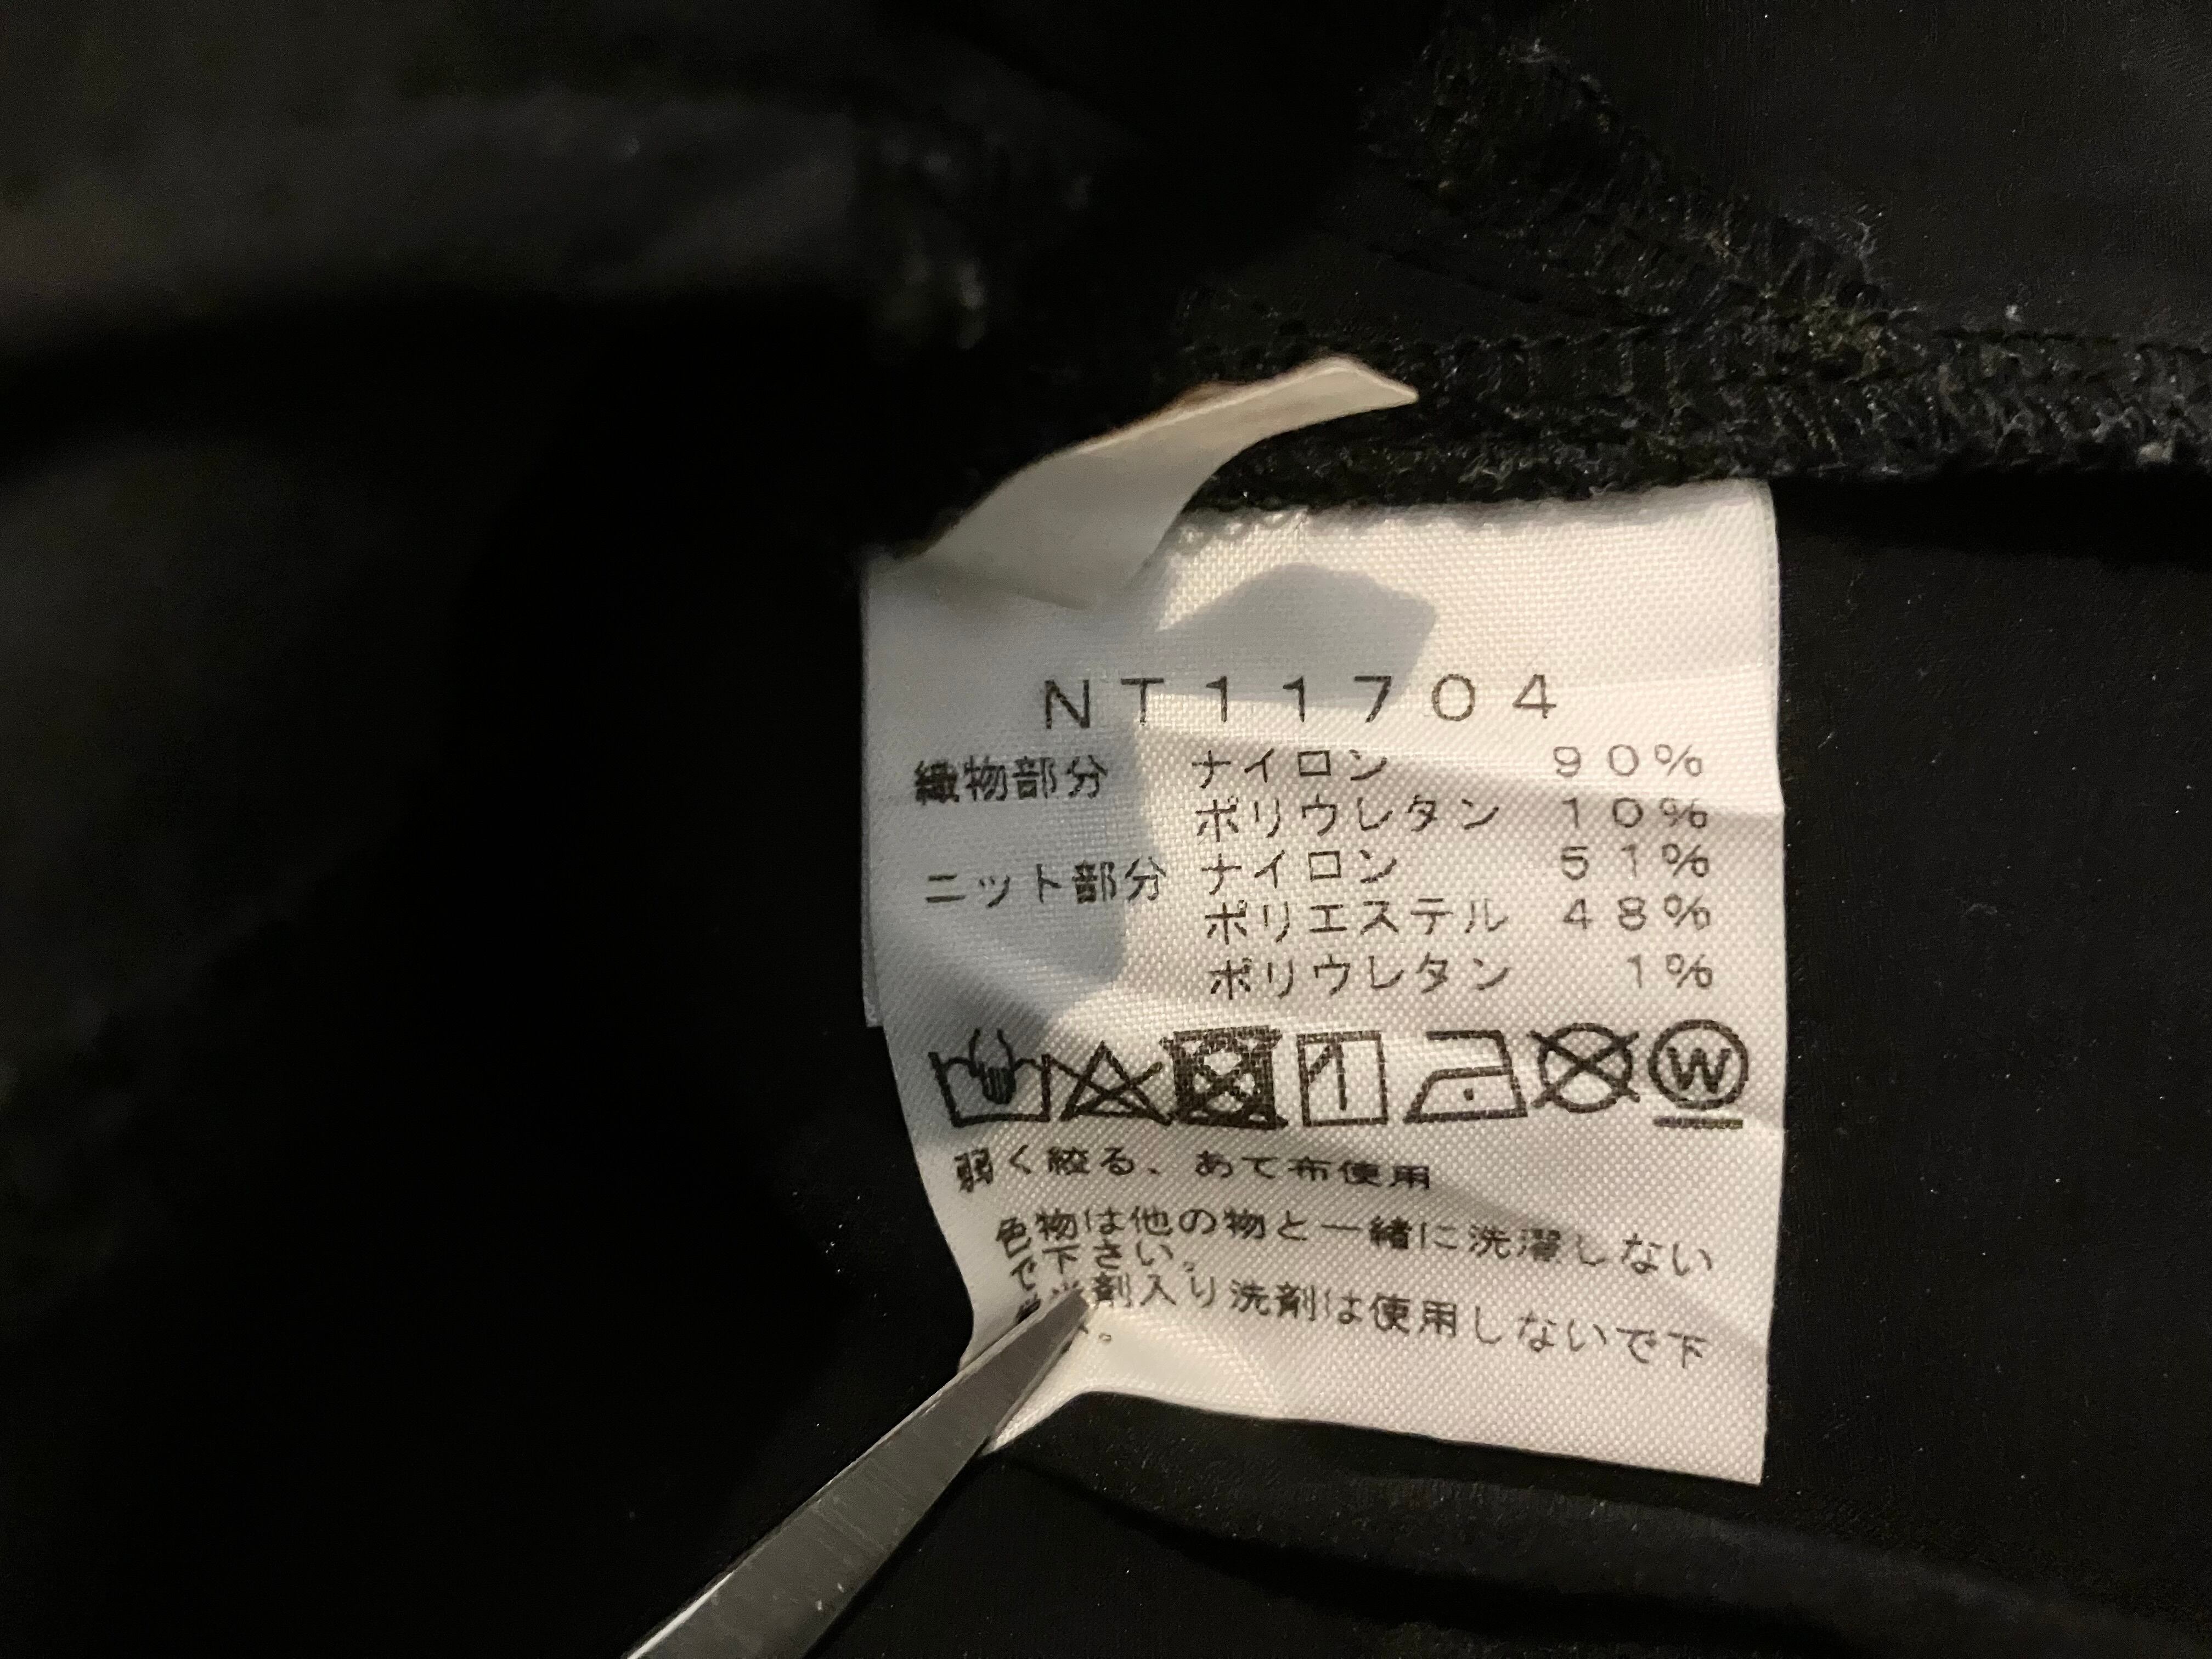 NT11704
織物部分 ナイロン 90%
ポリウレタン 10%
ニット部分 ナイロン 51%
ポリエステル 48%
ポリウレタン 1%
W
弱く絞る、あて布使用
色物は他の物と一緒に洗濯しない
で下さい。
剤入り洗剤は使用しないで下
。